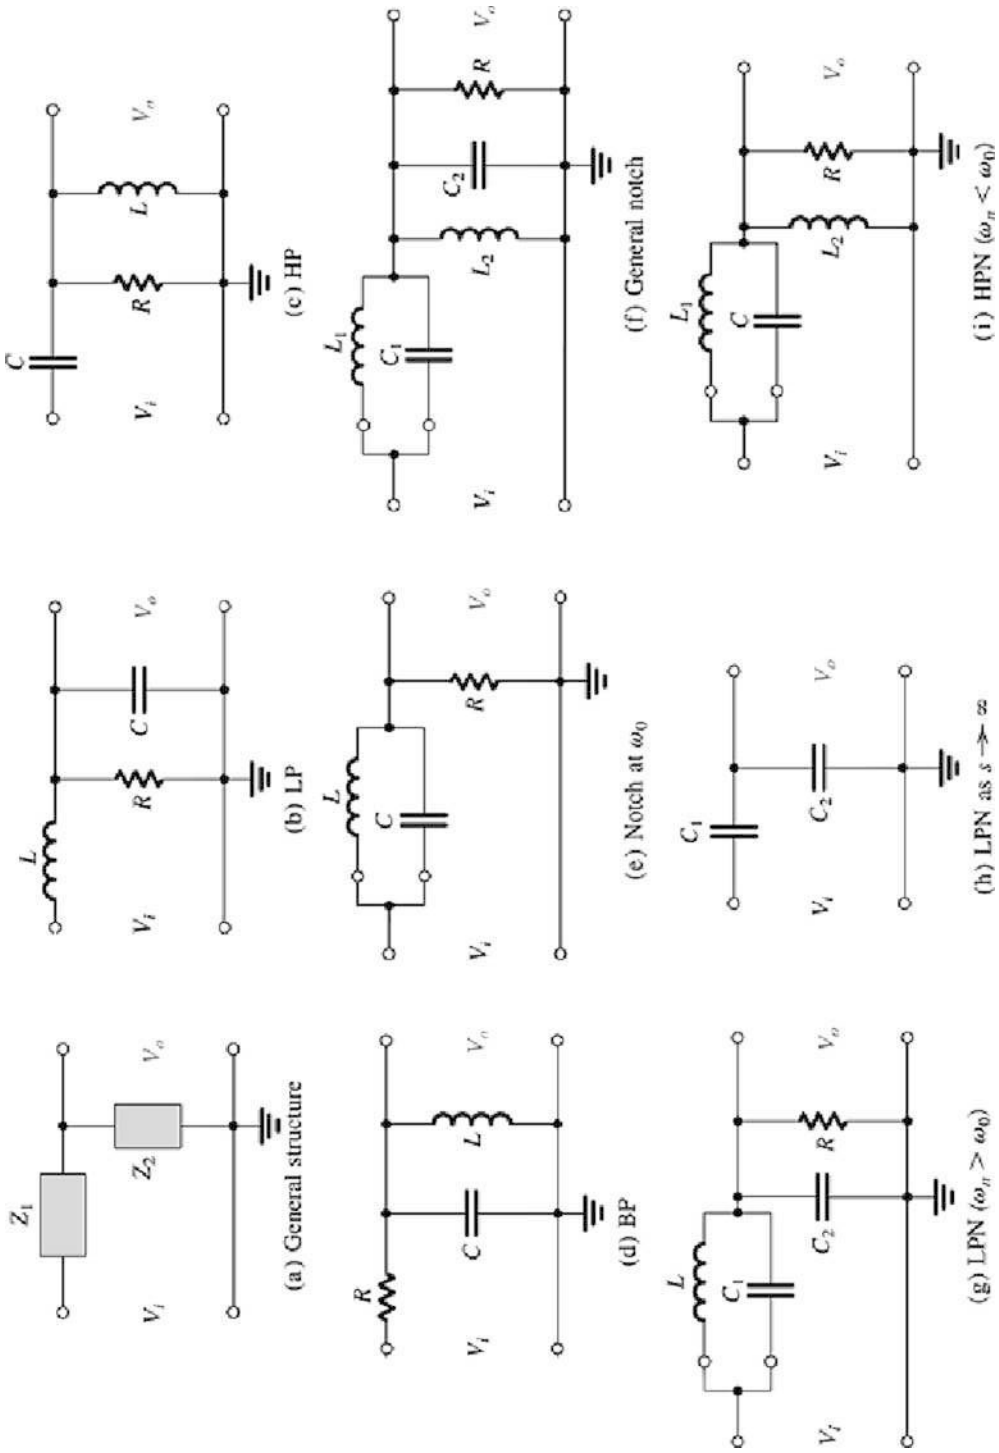 Z₁
Vᵢ
Z₂
Vₒ
(a) General structure
L
Vᵢ
R
C
Vₒ
(b) LP
C
Vᵢ
R
L
Vₒ
(c) HP
R
Vᵢ
C
L
Vₒ
(d) BP
L
C
Vᵢ
R
Vₒ
(e) Notch at ω₀
L₁
C₁
Vᵢ
L₂
C₂
R
Vₒ
(f) General notch
L
C₁
Vᵢ
C₂
R
Vₒ
(g) LPN (ωₙ > ω₀)
C₁
Vᵢ
C₂
Vₒ
(h) LPN as s → ∞
L₁
C
Vᵢ
L₂
R
Vₒ
(i) HPN (ωₙ < ω₀)